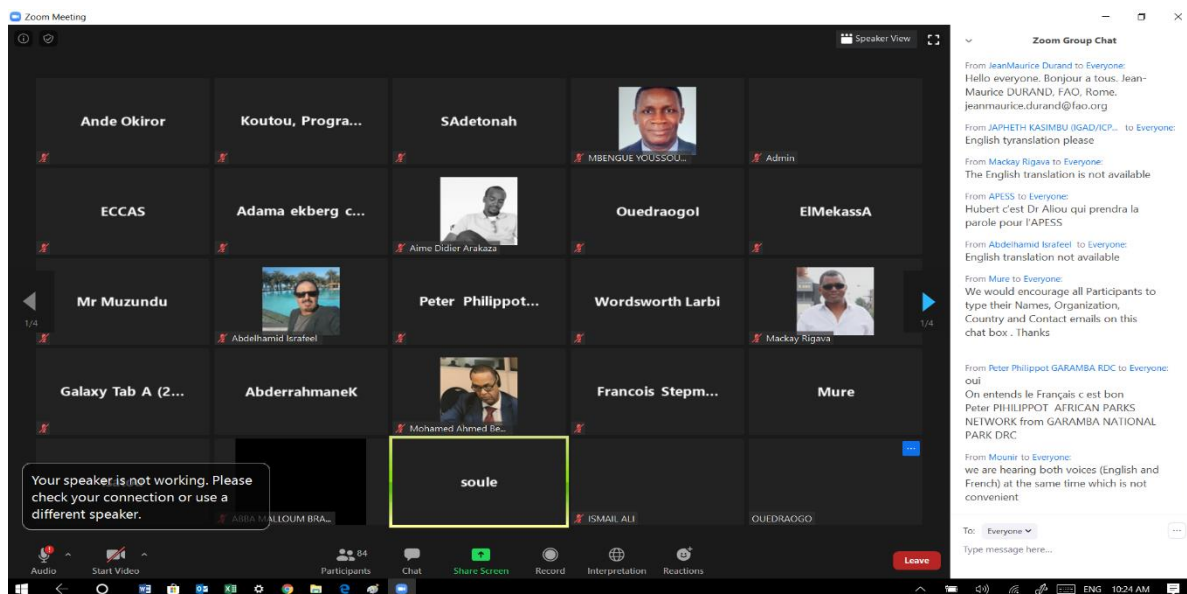 Zoom Meeting
Speaker View
Ande Okiror
Koutou, Progra...
SAdetonah
MBENGUE YOUSSOU...
Admin
ECCAS
Adama ekberg c...
Aime Didier Arakaza
Ouedraogol
ElMekassA
Mr Muzundu
Abdelhamid Israfeel
Peter Philippot...
Wordsworth Larbi
Mackay Rigava
1/4
1/4
Galaxy Tab A (2...
AbderrahmaneK
Mohamed Ahmed Be...
Francois Stepm...
Mure
Your speaker is not working. Please
check your connection or use a
different speaker.
ABBA MALLOUM BRA...
soule
ISMAIL ALI
OUEDRAOGO
Audio
Start Video
84
Participants
Chat
Share Screen
Record
Interpretation
Reactions
Leave
Zoom Group Chat
From JeanMaurice Durand to Everyone:
Hello everyone. Bonjour a tous. Jean-
Maurice DURAND, FAO, Rome.
jeanmaurice.durand@fao.org
From JAPHETH KASIMBU (IGAD/ICP... to Everyone:
English tyranslation please
From Mackay Rigava to Everyone:
The English translation is not available
From APESS to Everyone:
Hubert c'est Dr Aliou qui prendra la
parole pour l'APESS
From Abdelhamid Israfeel to Everyone:
English translation not available
From Mure to Everyone:
We would encourage all Participants to
type their Names, Organization,
Country and Contact emails on this
chat box . Thanks
From Peter Philippot GARAMBA RDC to Everyone:
oui
On entends le Français c est bon
Peter PIHILIPPOT AFRICAN PARKS
NETWORK from GARAMBA NATIONAL
PARK DRC
From Mounir to Everyone:
we are hearing both voices (English and
French) at the same time which is not
convenient
To: Everyone
Type message here...
ENG 10:24 AM